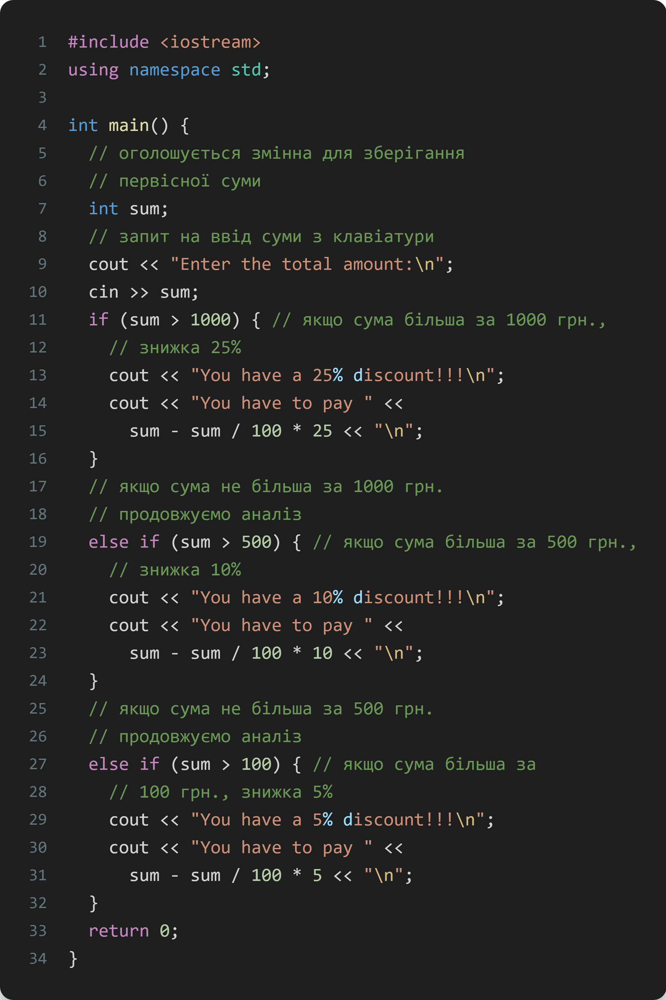 1 #include <iostream>
2 using namespace std;
3
4 int main() {
5   // оголошується змінна для зберігання
6   // первісної суми
7   int sum;
8   // запит на ввід суми з клавіатури
9   cout << "Enter the total amount:\n";
10   cin >> sum;
11   if (sum > 1000) { // якщо сума більша за 1000 грн.,
12     // знижка 25%
13     cout << "You have a 25% discount!!!\n";
14     cout << "You have to pay " <<
15       sum - sum / 100 * 25 << "\n";
16   }
17   // якщо сума не більша за 1000 грн.
18   // продовжуємо аналіз
19   else if (sum > 500) { // якщо сума більша за 500 грн.,
20     // знижка 10%
21     cout << "You have a 10% discount!!!\n";
22     cout << "You have to pay " <<
23       sum - sum / 100 * 10 << "\n";
24   }
25   // якщо сума не більша за 500 грн.
26   // продовжуємо аналіз
27   else if (sum > 100) { // якщо сума більша за
28     // 100 грн., знижка 5%
29     cout << "You have a 5% discount!!!\n";
30     cout << "You have to pay " <<
31       sum - sum / 100 * 5 << "\n";
32   }
33   return 0;
34 }